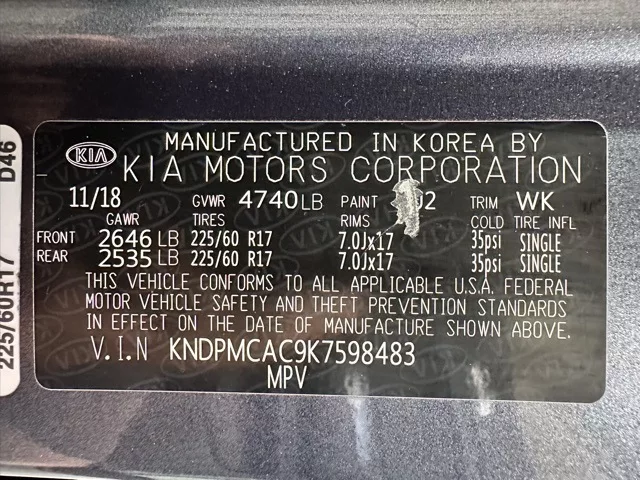 KIA
MANUFACTURED IN KOREA BY
KIA MOTORS CORPORATION
11/18 GVWR 4740 LB PAINT TRIM WK
GAWR TIRES RIMS COLD TIRE INFL
FRONT 2646 LB 225/60 R17 7.0Jx17 35psi SINGLE
REAR 2535 LB 225/60 R17 7.0Jx17 35psi SINGLE
THIS VEHICLE CONFORMS TO ALL APPLICABLE U.S.A. FEDERAL
MOTOR VEHICLE SAFETY AND THEFT PREVENTION STANDARDS
IN EFFECT ON THE DATE OF MANUFACTURE SHOWN ABOVE.
V.I.N KNDPMCAC9K7598483
MPV
225/60R17 D46